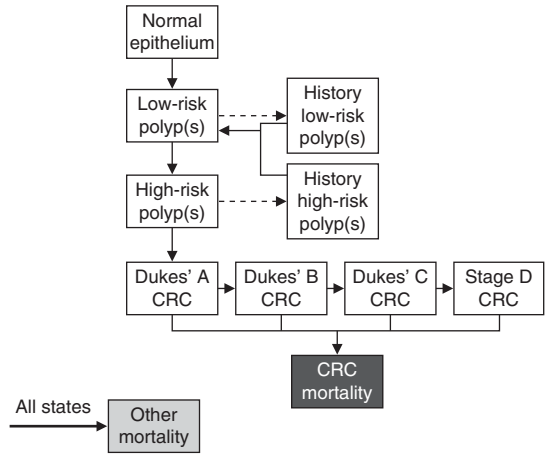 Normal
epithelium
Low-risk
polyp(s)
History
low-risk
polyp(s)
High-risk
polyp(s)
History
high-risk
polyp(s)
Dukes' A
CRC
Dukes' B
CRC
Dukes' C
CRC
Stage D
CRC
CRC
mortality
All states
Other
mortality